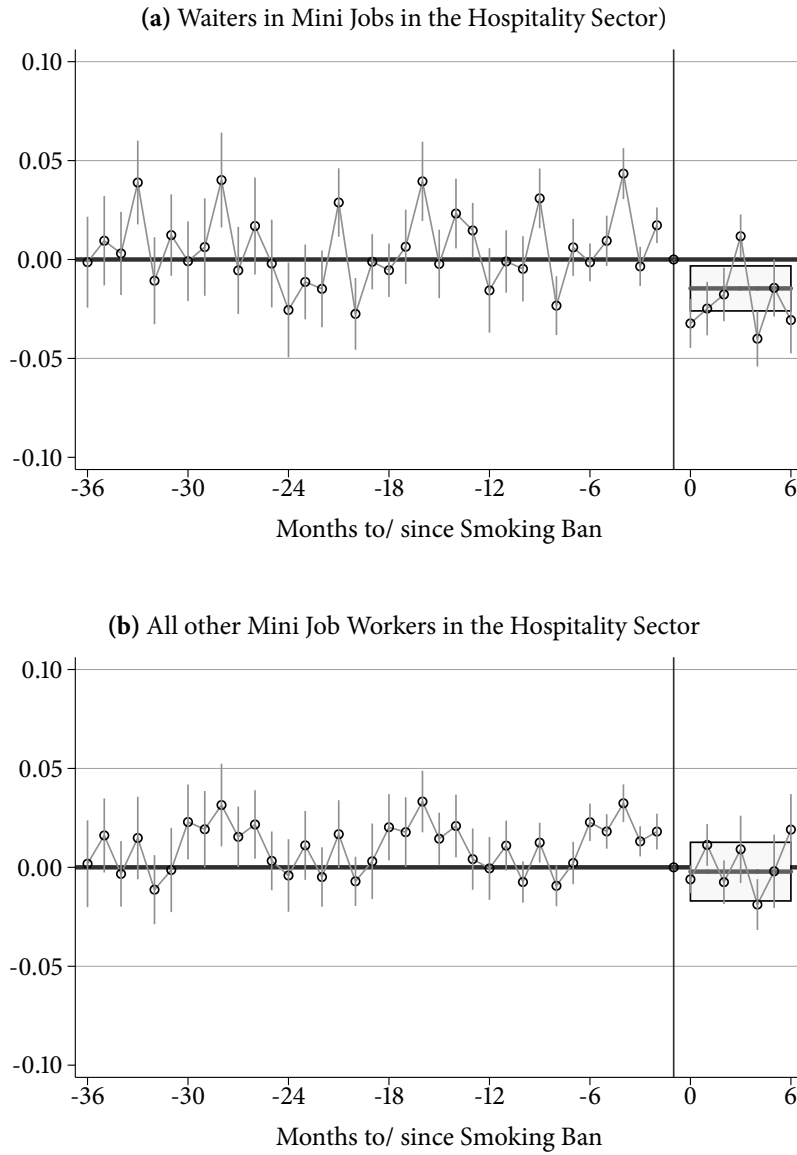 (a) Waiters in Mini Jobs in the Hospitality Sector)
0.10
0.05
0.00
-0.05
-0.10
-36 -30 -24 -18 -12 -6 0 6
Months to/ since Smoking Ban
(b) All other Mini Job Workers in the Hospitality Sector
0.10
0.05
0.00
-0.05
-0.10
-36 -30 -24 -18 -12 -6 0 6
Months to/ since Smoking Ban